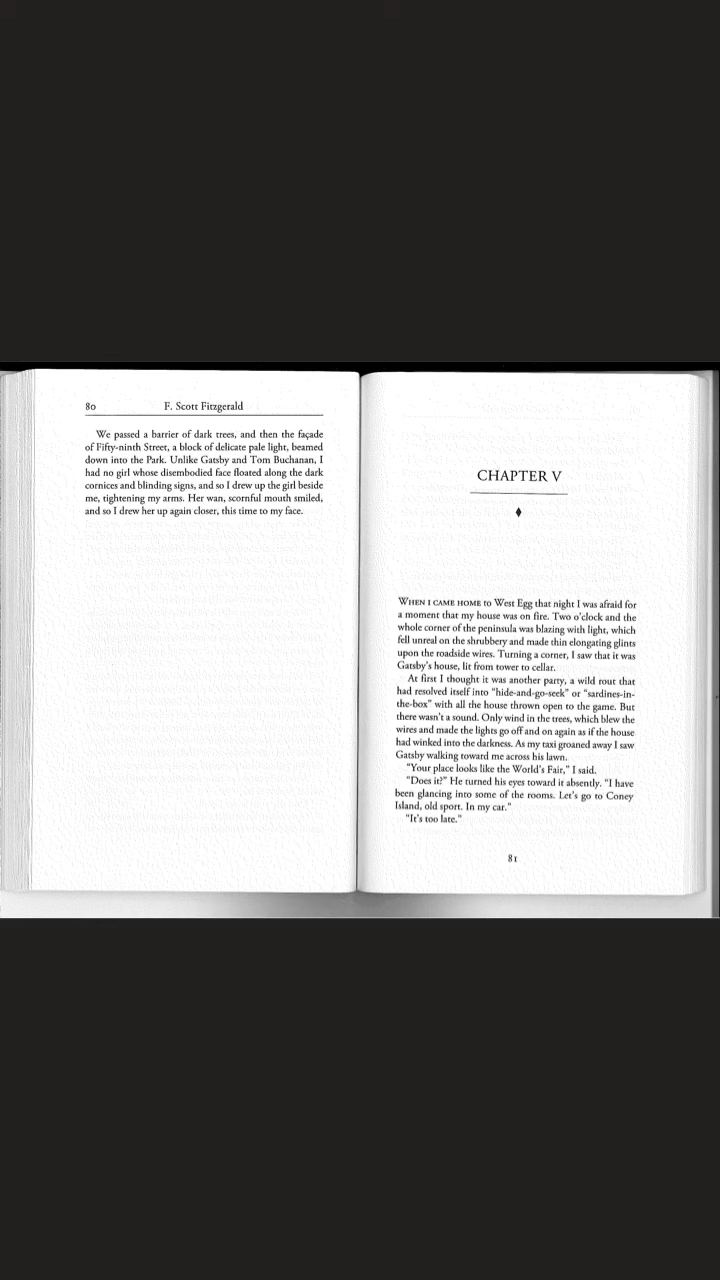 80
F. Scott Fitzgerald
We passed a barrier of dark trees, and then the façade
of Fifty-ninth Street, a block of delicate pale light, beamed
down into the Park. Unlike Gatsby and Tom Buchanan, I
had no girl whose disembodied face floated along the dark
cornices and blinding signs, and so I drew up the girl beside
me, tightening my arms. Her wan, scornful mouth smiled,
and so I drew her up again closer, this time to my face.
CHAPTER V
WHEN I CAME HOME to West Egg that night I was afraid for
a moment that my house was on fire. Two o'clock and the
whole corner of the peninsula was blazing with light, which
fell unreal on the shrubbery and made thin elongating glints
upon the roadside wires. Turning a corner, I saw that it was
Gatsby's house, lit from tower to cellar.
At first I thought it was another party, a wild rout that
had resolved itself into "hide-and-go-seek" or "sardines-in-
the-box" with all the house thrown open to the game. But
there wasn't a sound. Only wind in the trees, which blew the
wires and made the lights go off and on again as if the house
had winked into the darkness. As my taxi groaned away I saw
Gatsby walking toward me across his lawn.
"Your place looks like the World's Fair," I said.
"Does it?" He turned his eyes toward it absently. "I have
been glancing into some of the rooms. Let's go to Coney
Island, old sport. In my car."
"It's too late."
81